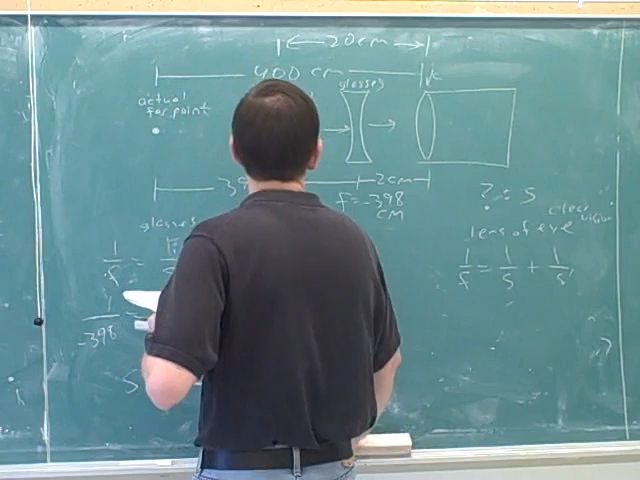 20cm
400 cm
glasses
actual
far point
2cm
f=-398
cm
? = s
clear
vision
glasses
lens of eye
1/f =
1/f = 1/s + 1/s'
1/-398 =
s